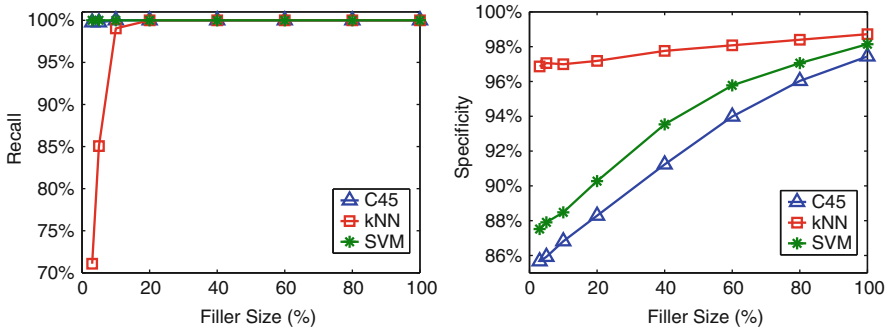 100%
95%
90%
85%
80%
75%
70%
Recall
0
20
40
60
80
100
Filler Size (%)
C45
kNN
SVM
100%
98%
96%
94%
92%
90%
88%
86%
Specificity
0
20
40
60
80
100
Filler Size (%)
C45
kNN
SVM